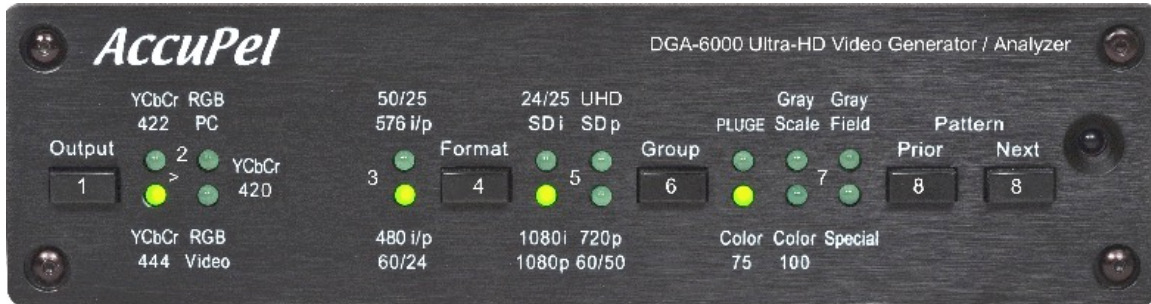 AccuPel
DGA-6000 Ultra-HD Video Generator / Analyzer
YCbCr RGB
422 PC
50/25
576 i/p
24/25 UHD
SD i SD p
PLUGE
Gray Scale
Gray Field
Pattern
Output
Format
Group
Prior
Next
1
2
>
YCbCr
420
3
4
5
6
7
8
8
YCbCr RGB
444 Video
480 i/p
60/24
1080i 720p
1080p 60/50
Color 75
Color 100
Special